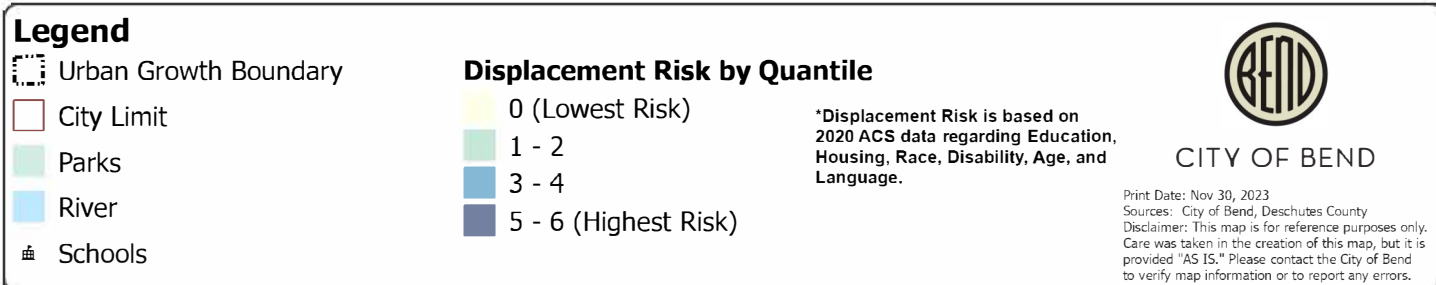 Legend
Urban Growth Boundary
City Limit
Parks
River
Schools
Displacement Risk by Quantile
0 (Lowest Risk)
1 - 2
3 - 4
5 - 6 (Highest Risk)
*Displacement Risk is based on
2020 ACS data regarding Education,
Housing, Race, Disability, Age, and
Language.
BEND
CITY OF BEND
Print Date: Nov 30, 2023
Sources: City of Bend, Deschutes County
Disclaimer: This map is for reference purposes only.
Care was taken in the creation of this map, but it is
provided "AS IS." Please contact the City of Bend
to verify map information or to report any errors.